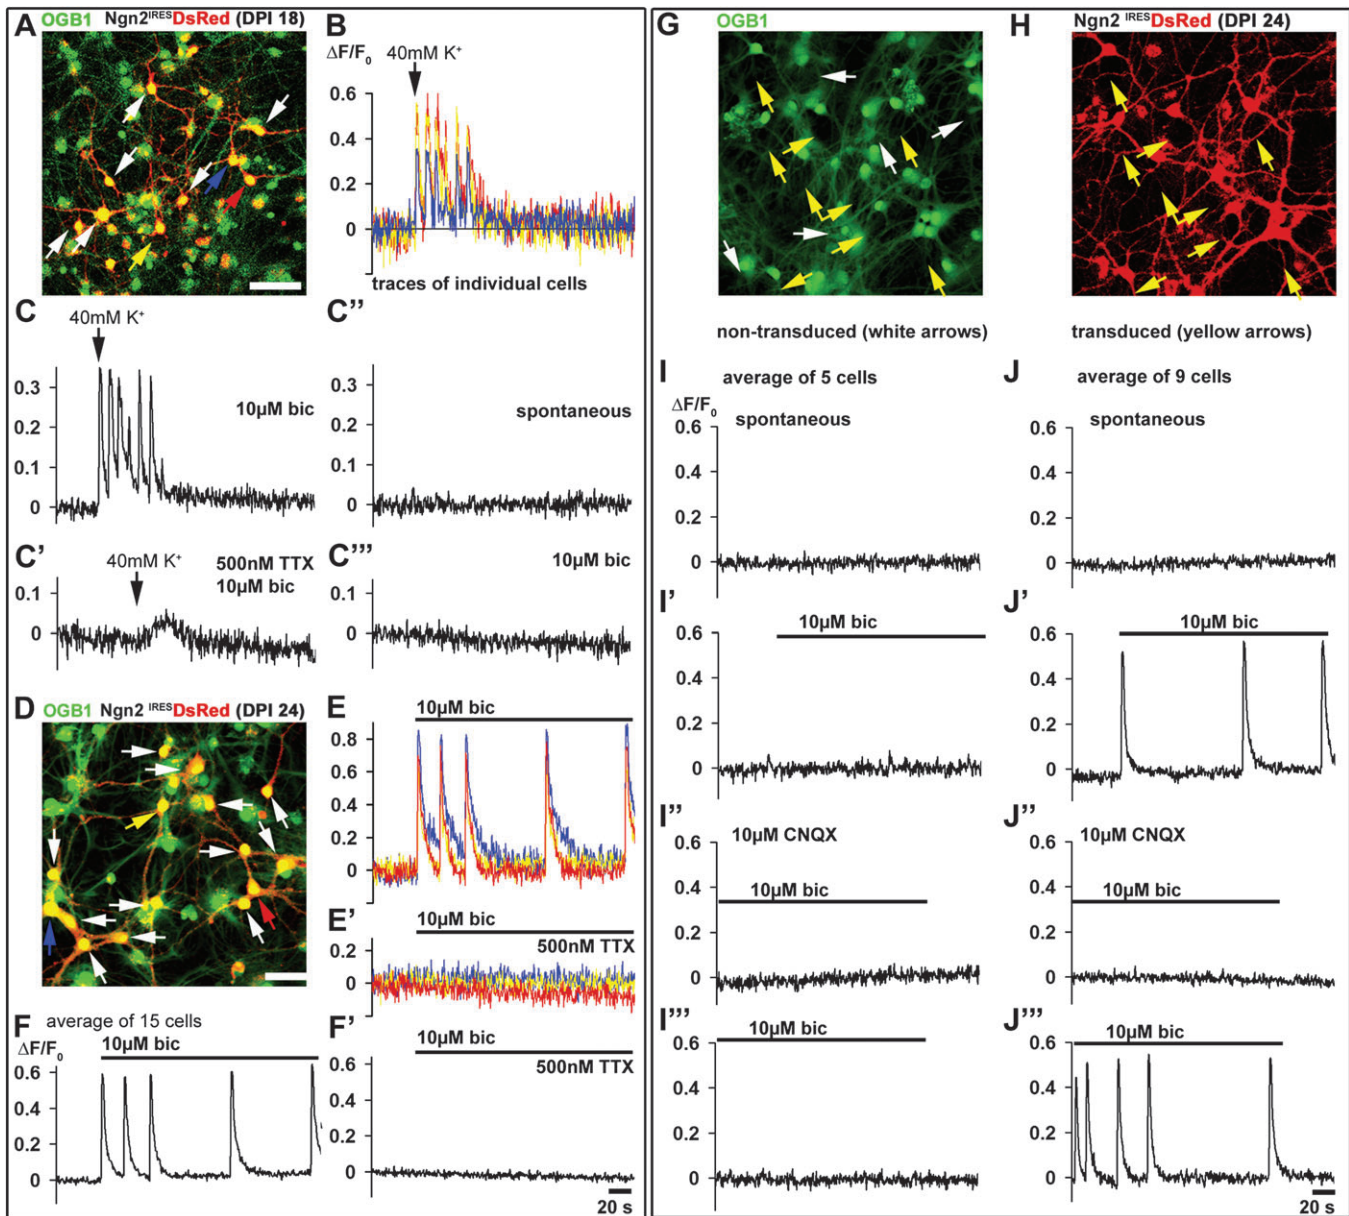 A OGB1 Ngn2 IRES DsRed (DPI 18)
B
ΔF/F0 40mM K+
0.6
0.4
0.2
0
traces of individual cells
C
40mM K+
0.3
0.2
0.1
0
10µM bic
C''
0.3
0.2
0.1
0
spontaneous
C'
40mM K+
500nM TTX
10µM bic
0.1
0
C'''
10µM bic
0.1
0
D OGB1 Ngn2 IRES DsRed (DPI 24)
E
10µM bic
0.8
0.6
0.4
0.2
0
E'
10µM bic
500nM TTX
0.2
0
F average of 15 cells
ΔF/F0
10µM bic
0.6
0.4
0.2
0
F'
10µM bic
500nM TTX
0.6
0.4
0.2
0
20 s
G OGB1
non-transduced (white arrows)
H Ngn2 IRES DsRed (DPI 24)
transduced (yellow arrows)
I average of 5 cells
ΔF/F0
spontaneous
0.6
0.4
0.2
0
J average of 9 cells
spontaneous
0.6
0.4
0.2
0
I'
10µM bic
0.6
0.4
0.2
0
J'
10µM bic
0.6
0.4
0.2
0
I''
10µM CNQX
10µM bic
0.6
0.4
0.2
0
J''
10µM CNQX
10µM bic
0.6
0.4
0.2
0
I'''
10µM bic
0.6
0.4
0.2
0
J'''
10µM bic
0.6
0.4
0.2
0
20 s